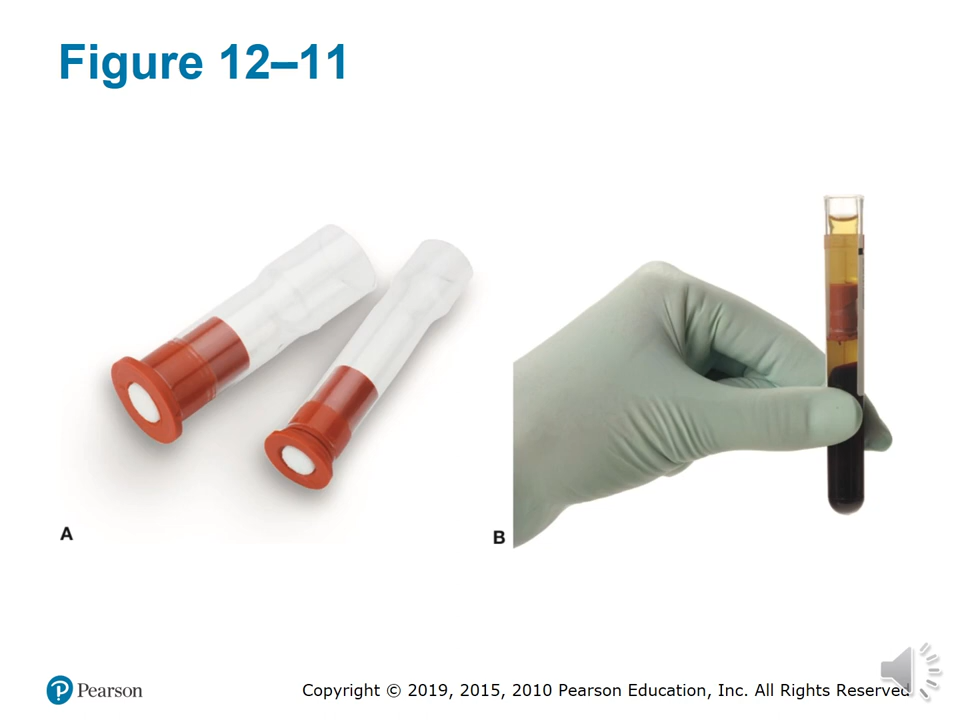 Figure 12–11
A
B
Pearson
Copyright © 2019, 2015, 2010 Pearson Education, Inc. All Rights Reserved